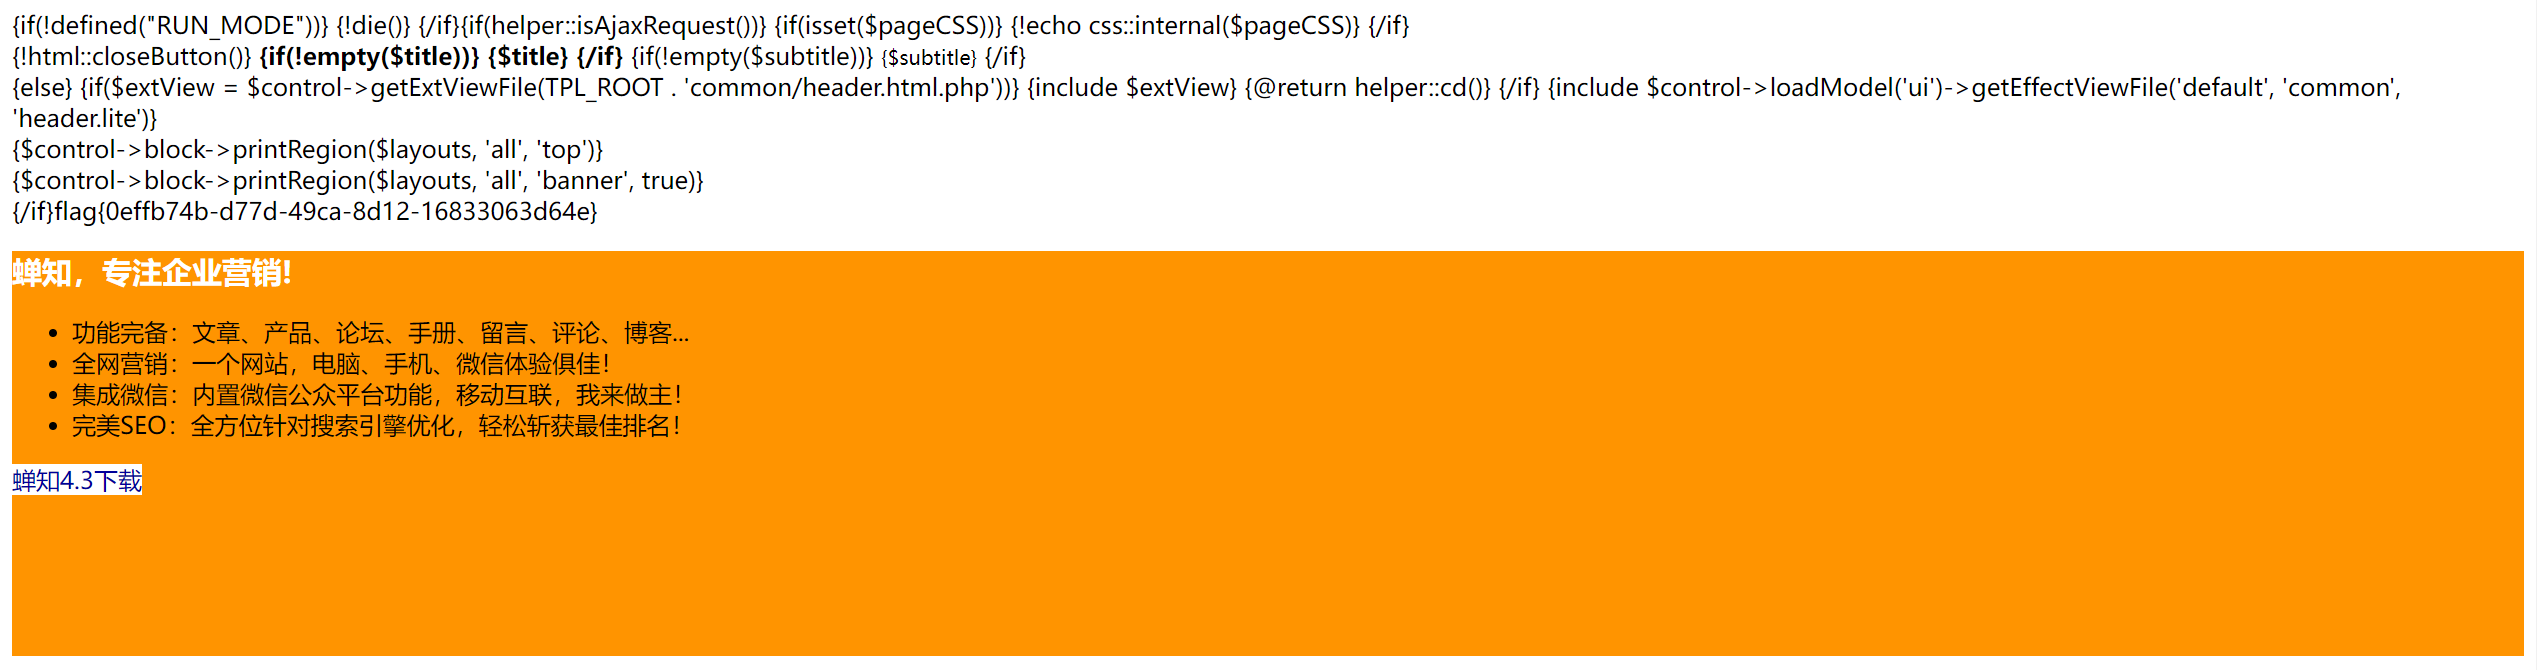 {if(!defined("RUN_MODE"))} {!die()} {/if}{if(helper::isAjaxRequest())} {if(isset($pageCSS))} {!echo css::internal($pageCSS)} {/if}
{!html::closeButton()} {if(!empty($title))} {$title} {/if} {if(!empty($subtitle))} {$subtitle} {/if}
{else} {if($extView = $control->getExtViewFile(TPL_ROOT . 'common/header.html.php'))} {include $extView} {@return helper::cd()} {/if} {include $control->loadModel('ui')->getEffectViewFile('default', 'common',
'header.lite')}
{$control->block->printRegion($layouts, 'all', 'top')}
{$control->block->printRegion($layouts, 'all', 'banner', true)}
{/if}flag{0effb74b-d77d-49ca-8d12-16833063d64e}
蝉知，专注企业营销!
• 功能完备：文章、产品、论坛、手册、留言、评论、博客...
• 全网营销：一个网站，电脑、手机、微信体验俱佳！
• 集成微信：内置微信公众平台功能，移动互联，我来做主！
• 完美SEO：全方位针对搜索引擎优化，轻松斩获最佳排名！
蝉知4.3下载